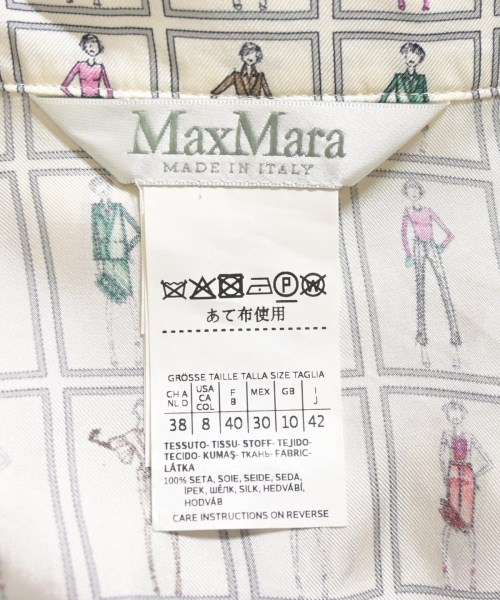 MaxMara
MADE IN ITALY
P W
あて布使用
GRÖSSE TAILLE TALLA SIZE TAGLIA
CH A NL D USA CA COL F B MEX GB I J
38 8 40 30 10 42
TESSUTO- TISSU- STOFF- TEJIDO-
TECIDO- KUMAŞ- ТКАНЬ- FABRIC-
LÁTKA
100% SETA, SOIE, SEIDE, SEDA,
İPEK, ШЁЛК, SILK, HEDVÁBÍ,
HODVÁB
CARE INSTRUCTIONS ON REVERSE